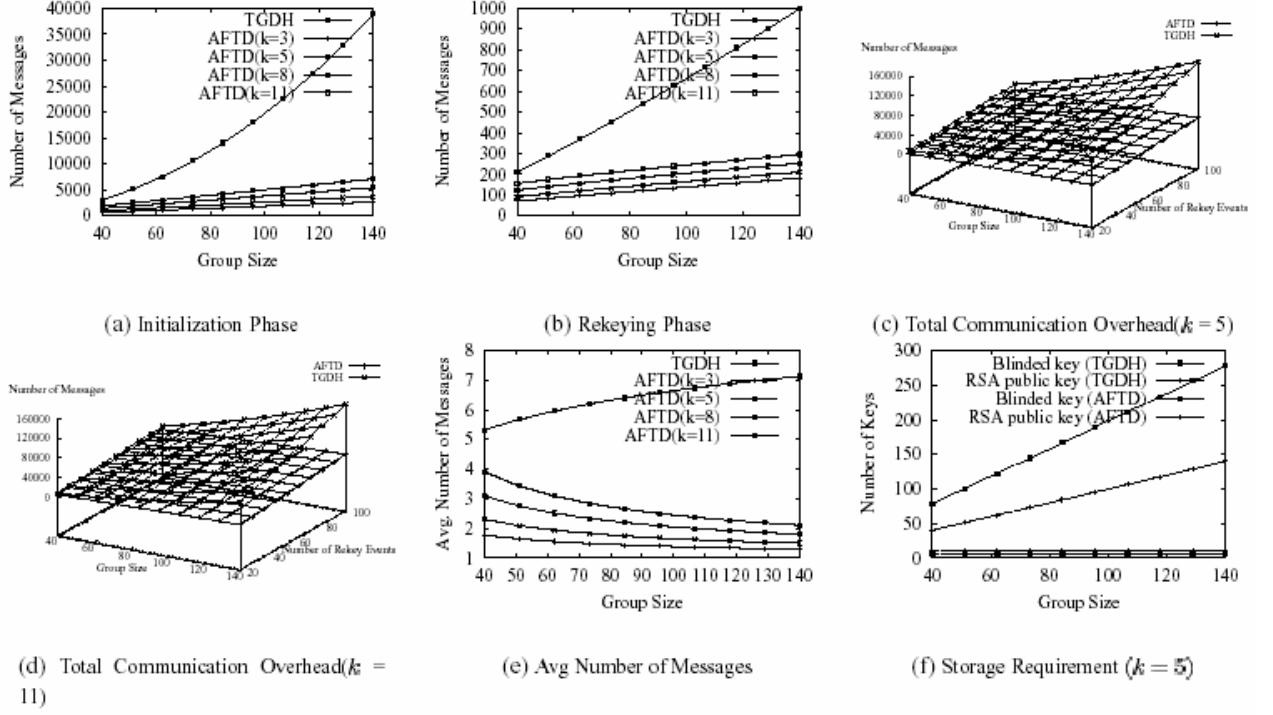 40000
35000
30000
25000
20000
15000
10000
5000
0
Number of Messages
TGDH
AFTD(k=3)
AFTD(k=5)
AFTD(k=8)
AFTD(k=11)
40 60 80 100 120 140
Group Size
(a) Initialization Phase
1000
900
800
700
600
500
400
300
200
100
0
Number of Messages
TGDH
AFTD(k=3)
AFTD(k=5)
AFTD(k=8)
AFTD(k=11)
40 60 80 100 120 140
Group Size
(b) Rekeying Phase
AFTD
TGDH
Number of Messages
160000
120000
80000
40000
0
40 60 80 100 120 140
Group Size
20 40 60 80 100
Number of Rekey Events
(c) Total Communication Overhead(k = 5)
AFTD
TGDH
Number of Messages
160000
120000
80000
40000
0
40 60 80 100 120 140
Group Size
20 40 60 80 100
Number of Rekey Events
(d) Total Communication Overhead(k =
11)
8
7
6
5
4
3
2
1
Avg. Number of Messages
TGDH
AFTD(k=3)
AFTD(k=5)
AFTD(k=8)
AFTD(k=11)
40 50 60 70 80 90 100 110 120 130 140
Group Size
(e) Avg Number of Messages
300
250
200
150
100
50
0
Number of Keys
Blinded key (TGDH)
RSA public key (TGDH)
Blinded key (AFTD)
RSA public key (AFTD)
40 60 80 100 120 140
Group Size
(f) Storage Requirement (k = 5)